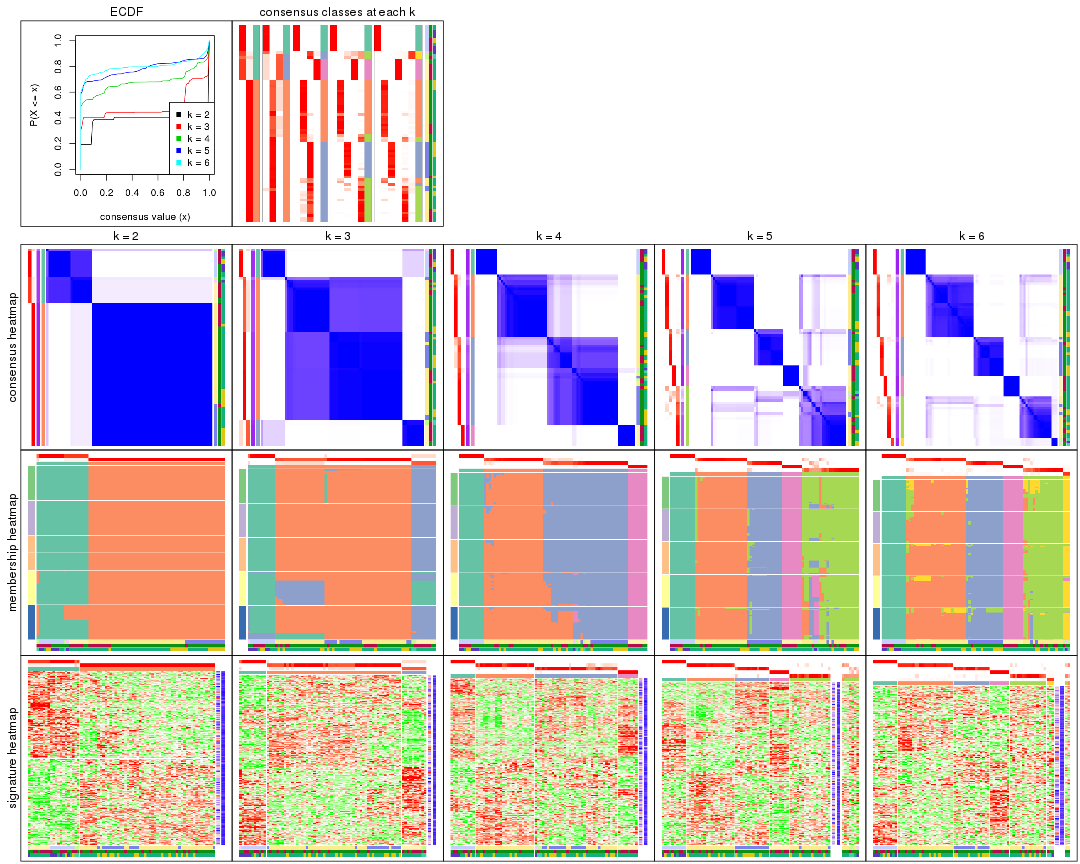 ECDF
consensus classes at each k
P(X <= x)
0.0 0.2 0.4 0.6 0.8 1.0
k = 2
k = 3
k = 4
k = 5
k = 6
0.0 0.2 0.4 0.6 0.8 1.0
consensus value (x)
k = 2
k = 3
k = 4
k = 5
k = 6
consensus heatmap
membership heatmap
signature heatmap